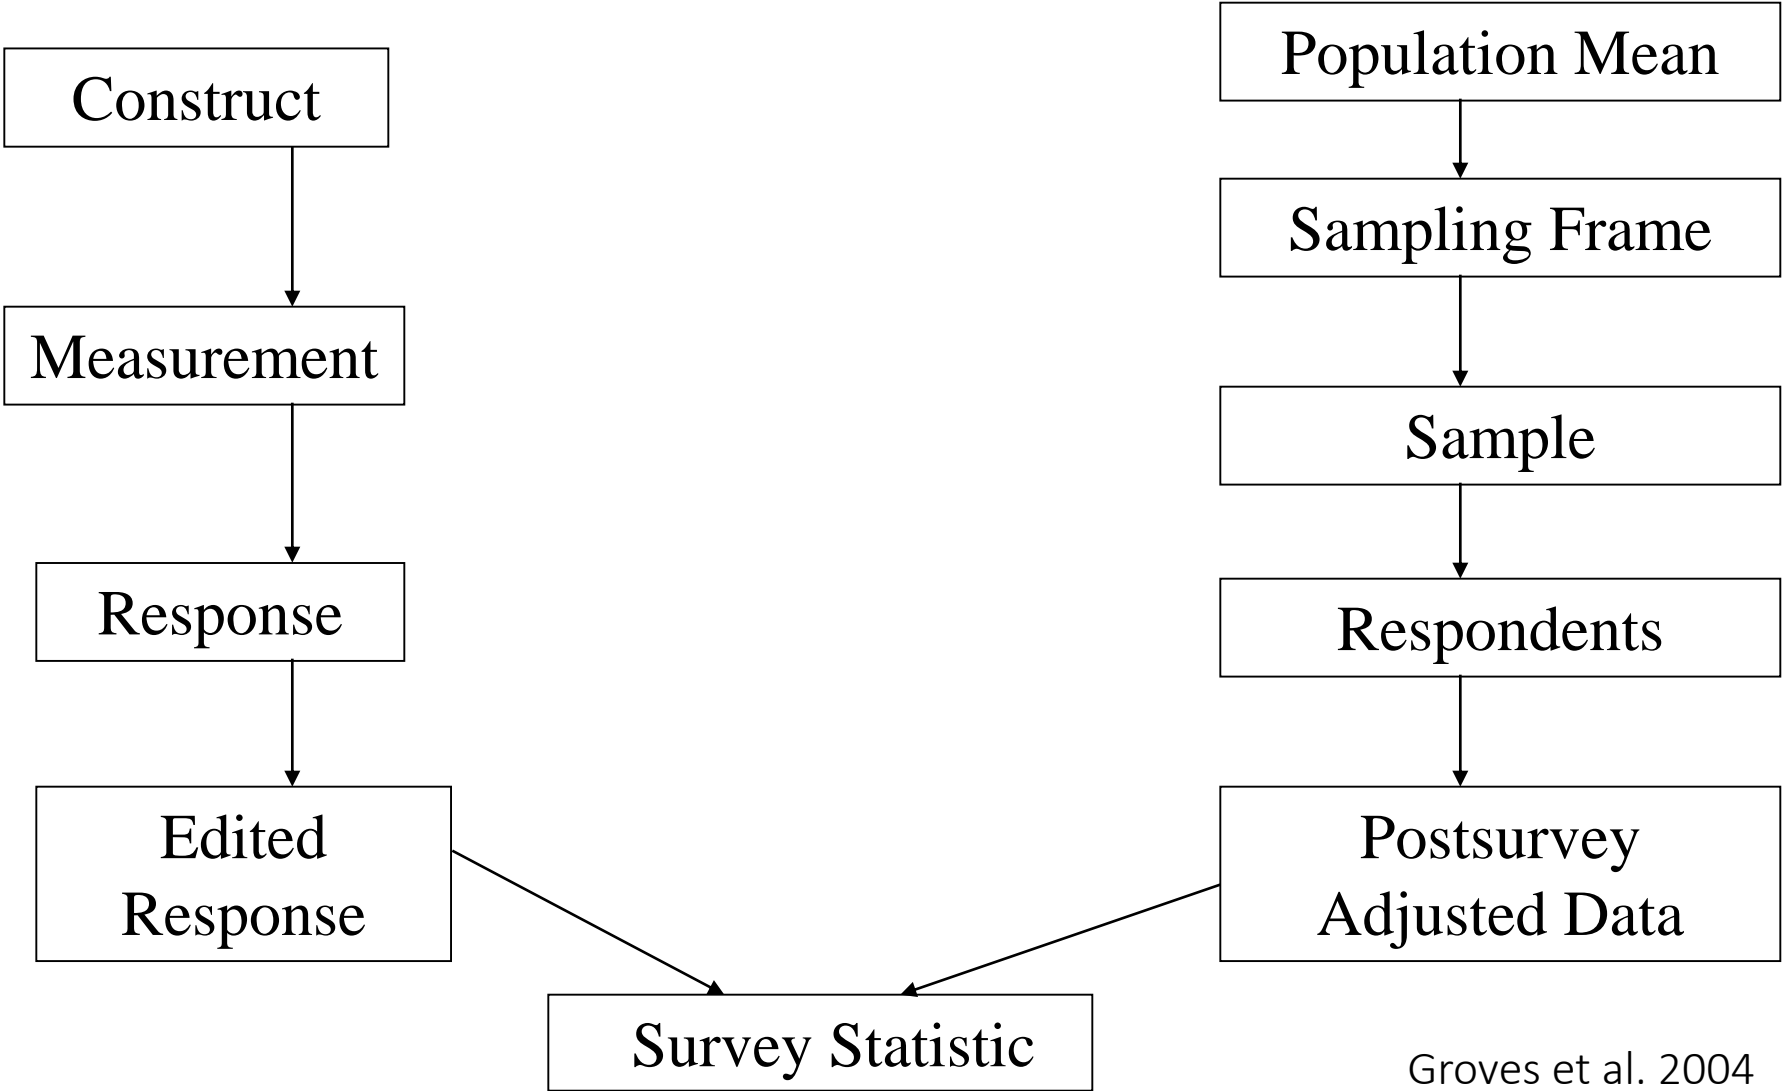 Construct
Measurement
Response
Edited
Response
Population Mean
Sampling Frame
Sample
Respondents
Postsurvey
Adjusted Data
Survey Statistic
Groves et al. 2004